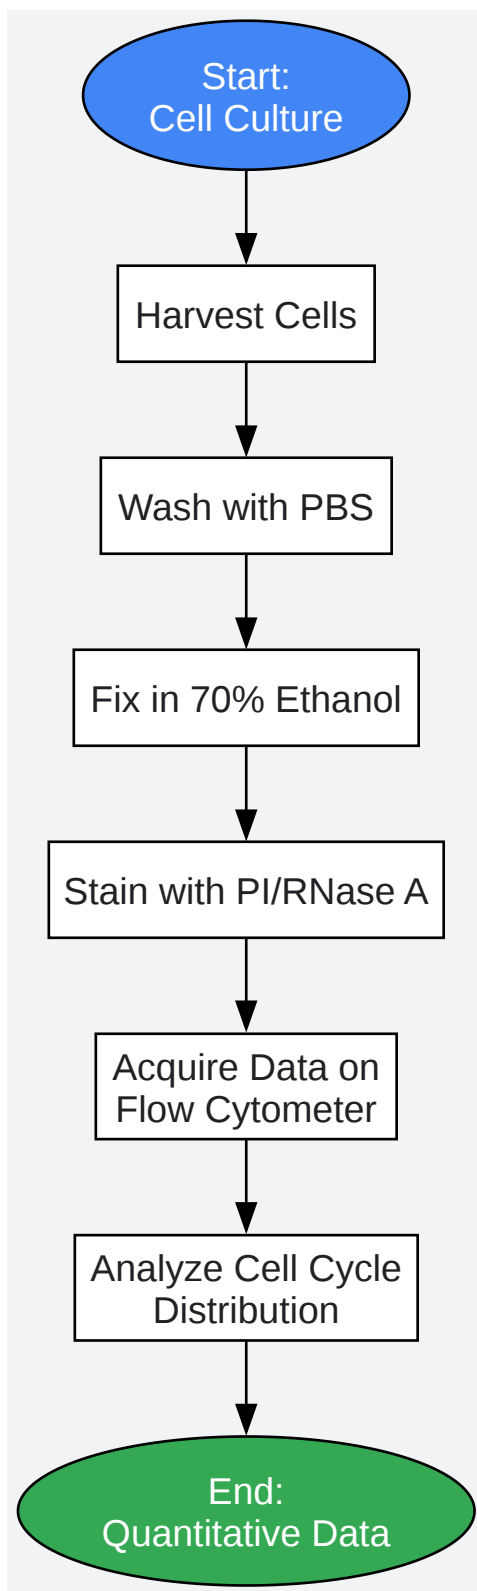 Start:
Cell Culture
Harvest Cells
Wash with PBS
Fix in 70% Ethanol
Stain with PI/RNase A
Acquire Data on
Flow Cytometer
Analyze Cell Cycle
Distribution
End:
Quantitative Data